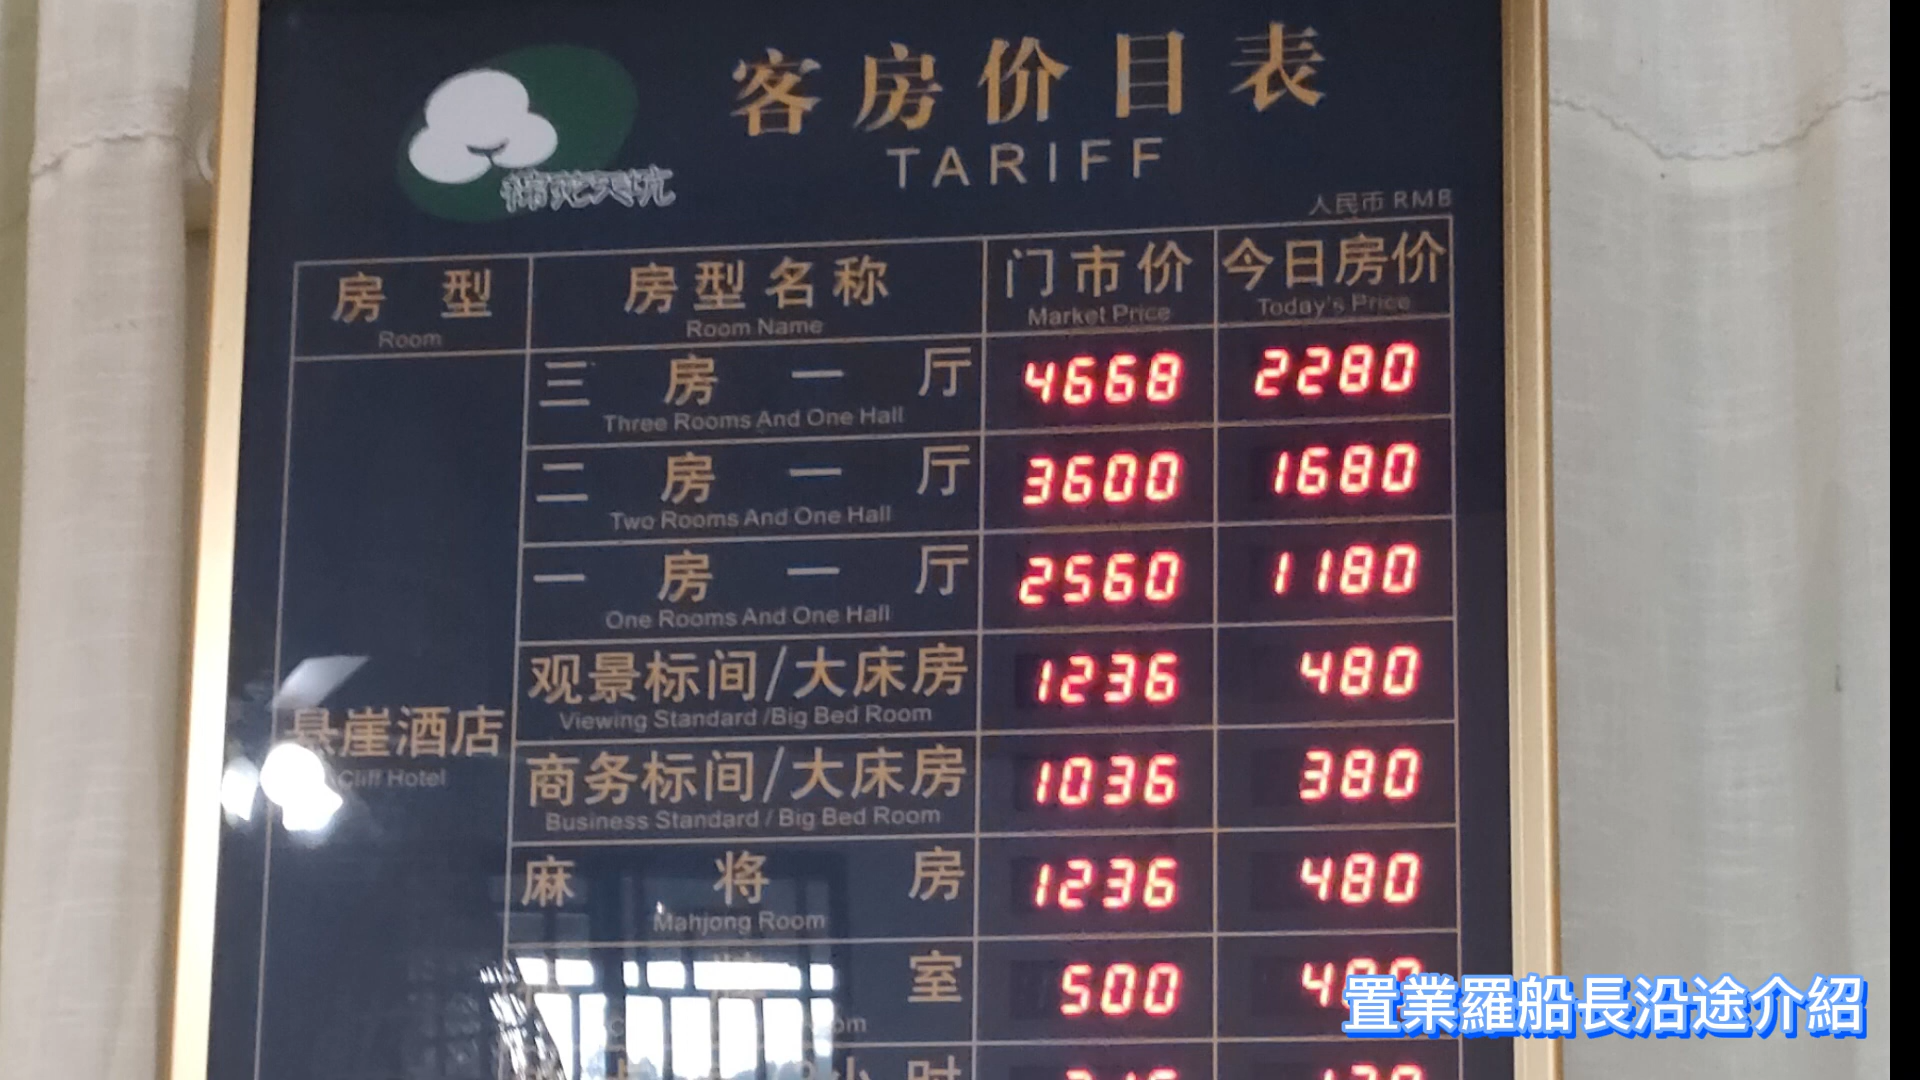 客房价目表
TARIFF
棉花天坑
人民币 RMB
房型 房型名称 门市价 今日房价
Room Room Name Market Price Today's Price
三房一厅 4668 2280
Three Rooms And One Hall
二房一厅 3600 1680
Two Rooms And One Hall
一房一厅 2560 1180
One Rooms And One Hall
观景标间/大床房 1236 480
Viewing Standard /Big Bed Room
悬崖酒店
Cliff Hotel
商务标间/大床房 1036 380
Business Standard / Big Bed Room
麻将房 1236 480
Mahjong Room
室 500
小时
置業羅船長沿途介紹